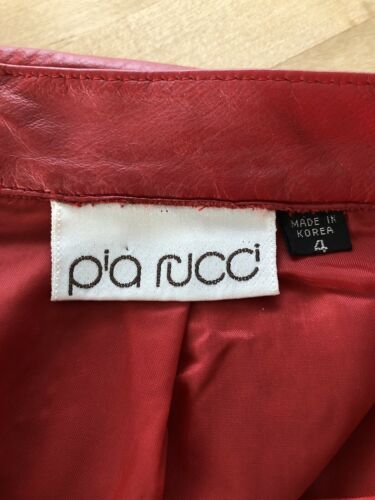 pia rucci
MADE IN
KOREA
4